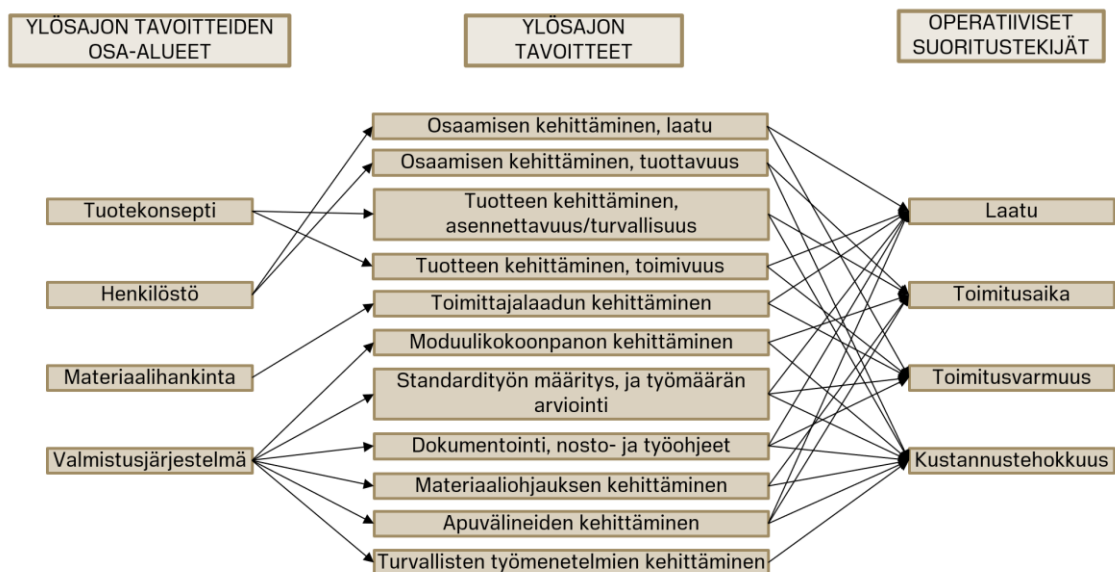 YLÖSAJON TAVOITTEIDEN
OSA-ALUEET
YLÖSAJON
TAVOITTEET
OPERATIIVISET
SUORITUSTEKIJÄT
Tuotekonsepti
Henkilöstö
Materiaalihankinta
Valmistusjärjestelmä
Osaamisen kehittäminen, laatu
Osaamisen kehittäminen, tuottavuus
Tuotteen kehittäminen,
asennettavuus/turvallisuus
Tuotteen kehittäminen, toimivuus
Toimittajalaadun kehittäminen
Moduulikokoonpanon kehittäminen
Standardityön määritys, ja työmäärän
arviointi
Dokumentointi, nosto- ja työohjeet
Materiaaliohjauksen kehittäminen
Apuvälineiden kehittäminen
Turvallisten työmenetelmien kehittäminen
Laatu
Toimitusaika
Toimitusvarmuus
Kustannustehokkuus